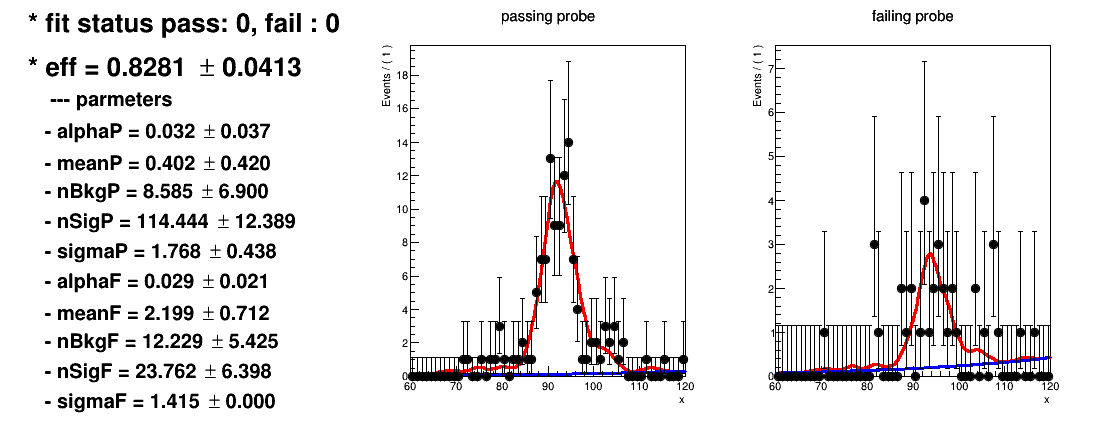 * fit status pass: 0, fail : 0
* eff = 0.8281 ± 0.0413
--- parmeters
- alphaP = 0.032 ± 0.037
- meanP = 0.402 ± 0.420
- nBkgP = 8.585 ± 6.900
- nSigP = 114.444 ± 12.389
- sigmaP = 1.768 ± 0.438
- alphaF = 0.029 ± 0.021
- meanF = 2.199 ± 0.712
- nBkgF = 12.229 ± 5.425
- nSigF = 23.762 ± 6.398
- sigmaF = 1.415 ± 0.000
passing probe
Events / ( 1 )
18
16
14
12
10
8
6
4
2
0
60 70 80 90 100 110 120
x
failing probe
Events / ( 1 )
7
6
5
4
3
2
1
0
60 70 80 90 100 110 120
x